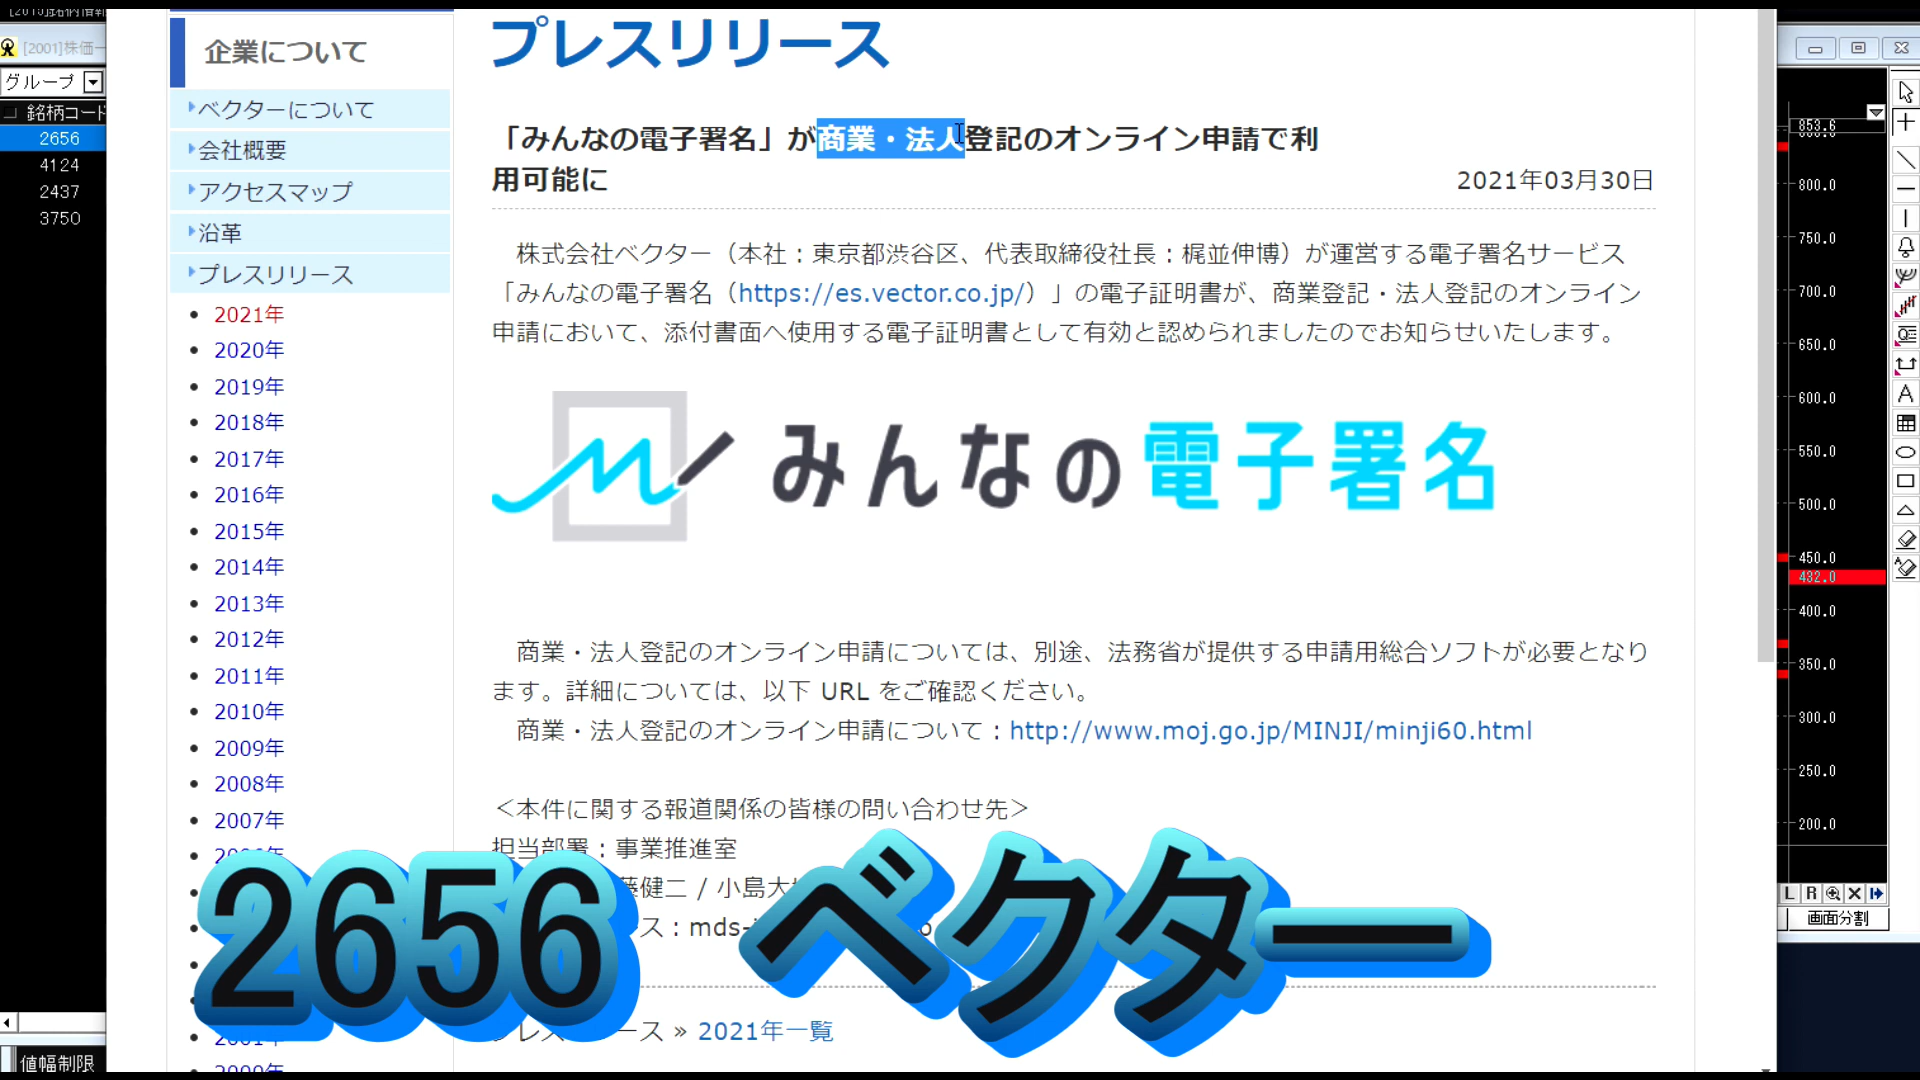 [2001]株価一
グループ
銘柄コード
2656
4124
2437
3750
値幅制限
企業について
ベクターについて
会社概要
アクセスマップ
沿革
プレスリリース
2021年
2020年
2019年
2018年
2017年
2016年
2015年
2014年
2013年
2012年
2011年
2010年
2009年
2008年
2007年
プレスリリース
「みんなの電子署名」が商業・法人登記のオンライン申請で利
用可能に
2021年03月30日
株式会社ベクター（本社：東京都渋谷区、代表取締役社長：梶並伸博）が運営する電子署名サービス
「みんなの電子署名（https://es.vector.co.jp/）」の電子証明書が、商業登記・法人登記のオンライン
申請において、添付書面へ使用する電子証明書として有効と認められましたのでお知らせいたします。
みんなの電子署名
商業・法人登記のオンライン申請については、別途、法務省が提供する申請用総合ソフトが必要となり
ます。詳細については、以下 URL をご確認ください。
商業・法人登記のオンライン申請について：http://www.moj.go.jp/MINJI/minji60.html
＜本件に関する報道関係の皆様の問い合わせ先＞
担当部署：事業推進室
健二 / 小島大
ス：mds-
2656 ベクター
プレスリリース » 2021年一覧
853.6
800.0
750.0
700.0
650.0
600.0
550.0
500.0
450.0
432.0
400.0
350.0
300.0
250.0
200.0
L R
画面分割
A